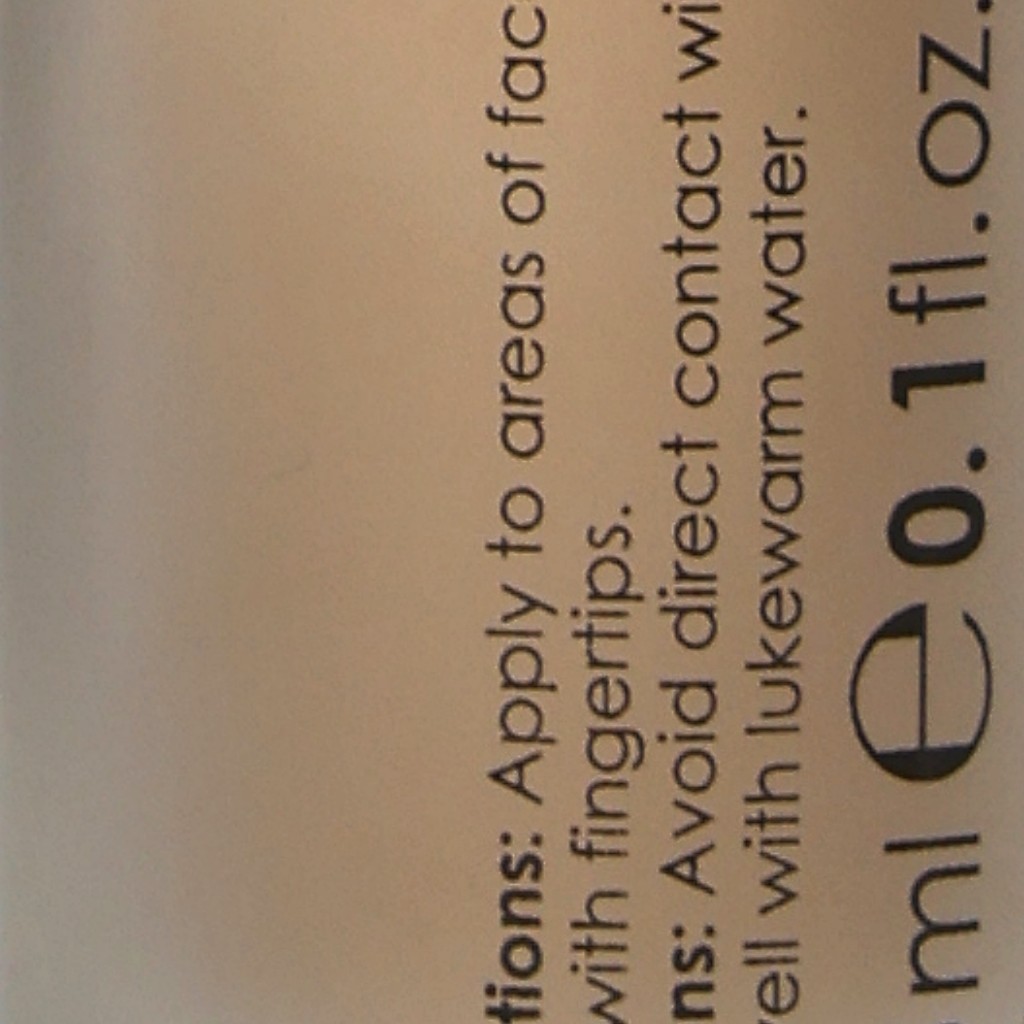 tions: Apply to areas of fac
with fingertips.
ns: Avoid direct contact wi
ell with lukewarm water.
ml e 0.1 fl.oz.